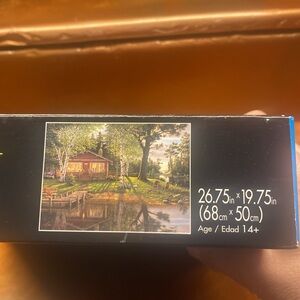 26.75in x 19.75in
(68cm x 50cm)
Age / Edad 14+